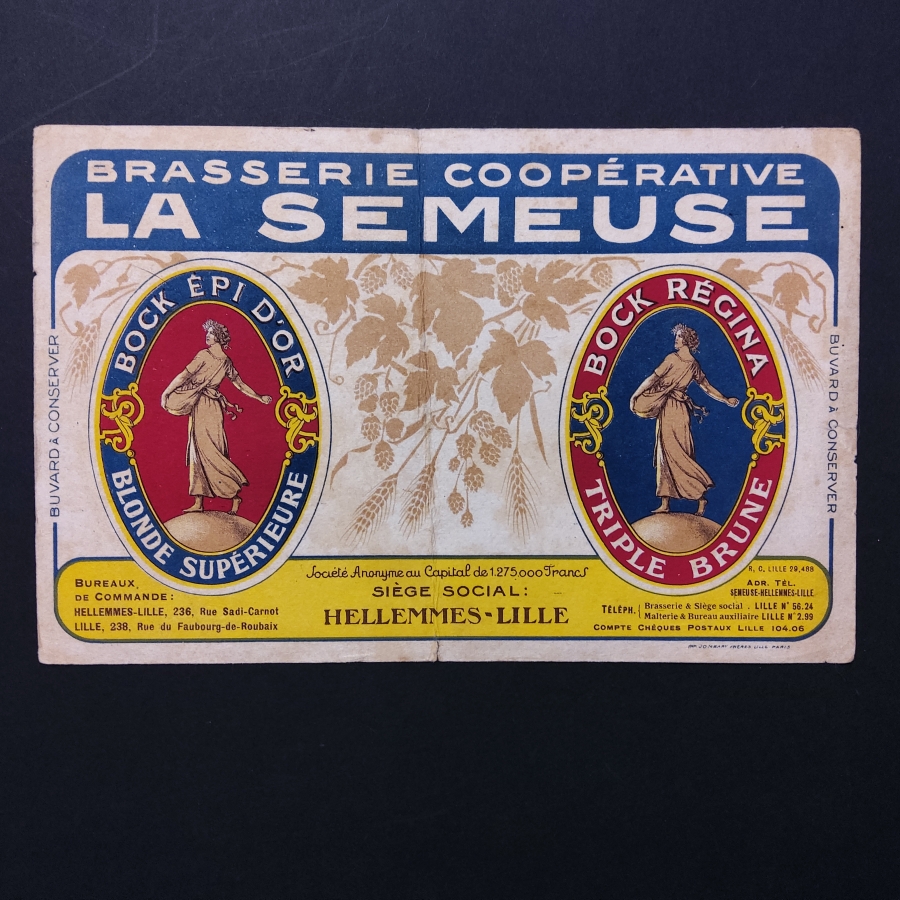 BRASSERIE COOPÉRATIVE
LA SEMEUSE
BUVARD À CONSERVER
BOCK ÉPI D'OR
BLONDE SUPÉRIEURE
BOCK RÉGINA
TRIPLE BRUNE
BUVARD À CONSERVER
BUREAUX,
DE COMMANDE:
HELLEMMES-LILLE, 236, Rue Sadi-Carnot
LILLE, 238, Rue du Faubourg-de-Roubaix
Société Anonyme au Capital de 1.275.000 Francs
SIÈGE SOCIAL:
HELLEMMES-LILLE
R. C. LILLE 29,488
ADR. TÉL.
SEMEUSE-HELLEMMES-LILLE
TÉLÉPH. Brasserie & Siège social . LILLE N° 56.24
Malterie & Bureau auxiliaire LILLE N° 2.99
COMPTE CHÉQUES POSTAUX LILLE 104.06
LILLE PARIS